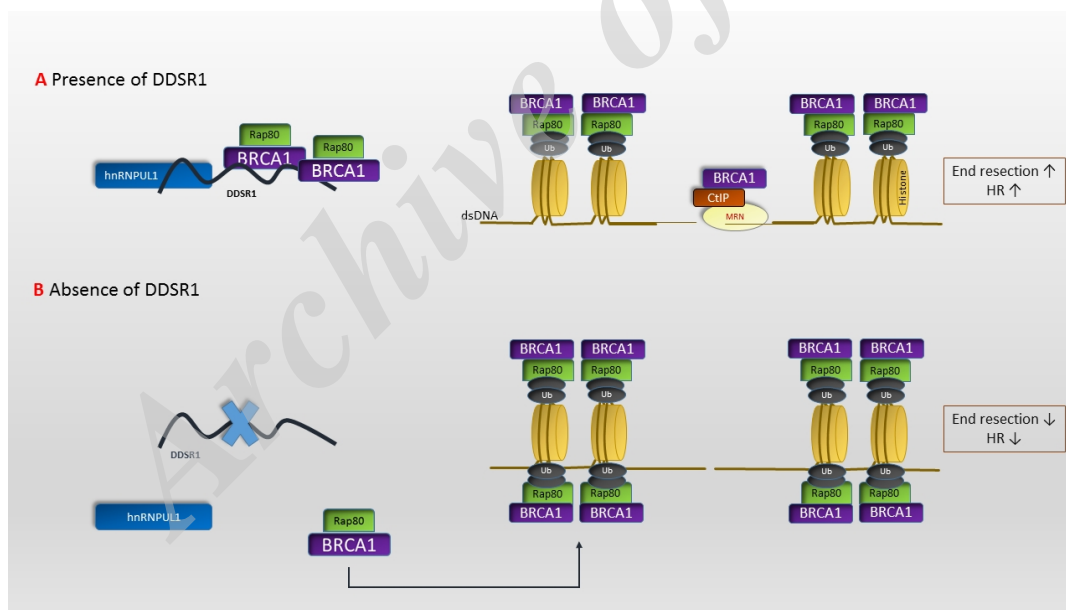 A Presence of DDSR1
Rap80
BRCA1
Rap80
BRCA1
hnRNPUL1
DDSR1
BRCA1
BRCA1
Rap80
Rap80
Ub
Ub
dsDNA
BRCA1
CtIP
MRN
BRCA1
BRCA1
Rap80
Rap80
Ub
Ub
Histone
End resection ↑
HR ↑
B Absence of DDSR1
DDSR1
hnRNPUL1
Rap80
BRCA1
BRCA1
BRCA1
Rap80
Rap80
Ub
Ub
Ub
Ub
Rap80
Rap80
BRCA1
BRCA1
BRCA1
BRCA1
Rap80
Rap80
Ub
Ub
Ub
Ub
Rap80
Rap80
BRCA1
BRCA1
End resection ↓
HR ↓
Archive of